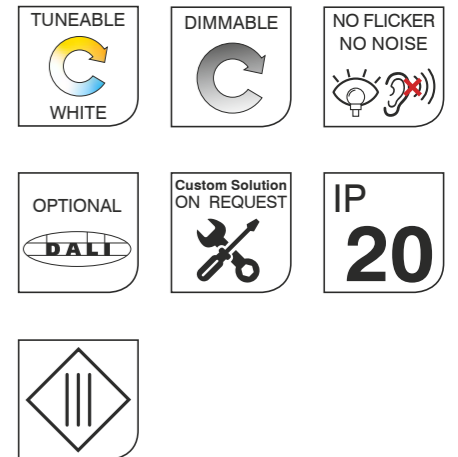 TUNEABLE
WHITE
DIMMABLE
NO FLICKER
NO NOISE
OPTIONAL
DALI
Custom Solution
ON REQUEST
IP
20